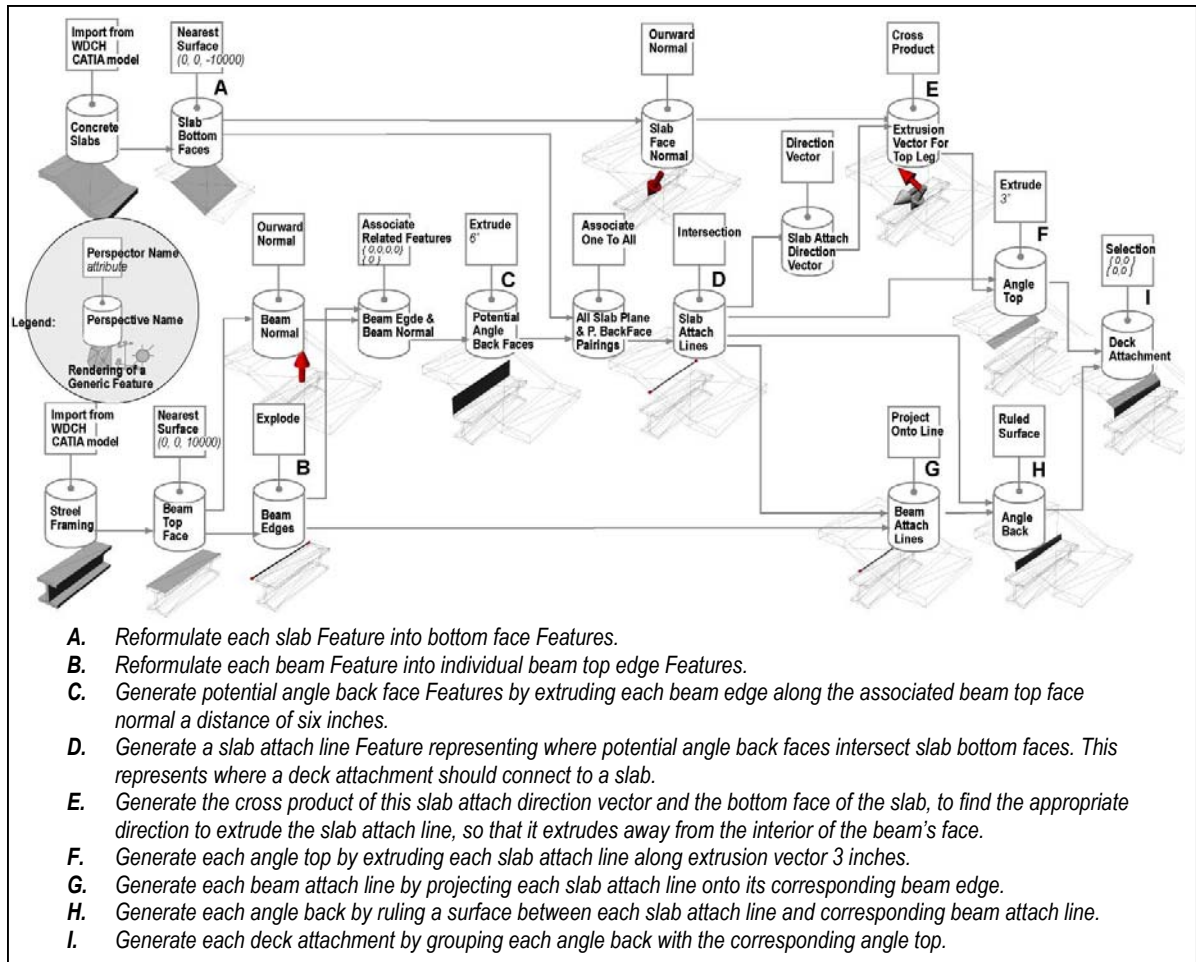 Import from
WDCH
CATIA model
Nearest
Surface
(0, 0, -10000)
A
Concrete
Slabs
Slab
Bottom
Faces
Ourward
Normal
Slab
Face
Normal
Cross
Product
E
Extrusion
Vector For
Top Leg
Direction
Vector
Slab Attach
Direction
Vector
Extrude
3"
F
Angle
Top
Selection
{0,0}
{0,0}
I
Deck
Attachment
Legend:
Perspector Name
attribute
Perspective Name
Rendering of a
Generic Feature
Ourward
Normal
Beam
Normal
Associate
Related Features
{ 0,0,0,0}
{ 0 }
Beam Egde &
Beam Normal
Extrude
6"
C
Potential
Angle
Back Faces
Associate
One To All
All Slab Plane
& P. BackFace
Pairings
Intersection
D
Slab
Attach
Lines
Import from
WDCH
CATIA model
Streel
Framing
Nearest
Surface
(0, 0, 10000)
Beam
Top
Face
Explode
B
Beam
Edges
Project
Onto Line
G
Beam
Attach
Lines
Ruled
Surface
H
Angle
Back
A. Reformulate each slab Feature into bottom face Features.
B. Reformulate each beam Feature into individual beam top edge Features.
C. Generate potential angle back face Features by extruding each beam edge along the associated beam top face
normal a distance of six inches.
D. Generate a slab attach line Feature representing where potential angle back faces intersect slab bottom faces. This
represents where a deck attachment should connect to a slab.
E. Generate the cross product of this slab attach direction vector and the bottom face of the slab, to find the appropriate
direction to extrude the slab attach line, so that it extrudes away from the interior of the beam's face.
F. Generate each angle top by extruding each slab attach line along extrusion vector 3 inches.
G. Generate each beam attach line by projecting each slab attach line onto its corresponding beam edge.
H. Generate each angle back by ruling a surface between each slab attach line and corresponding beam attach line.
I. Generate each deck attachment by grouping each angle back with the corresponding angle top.